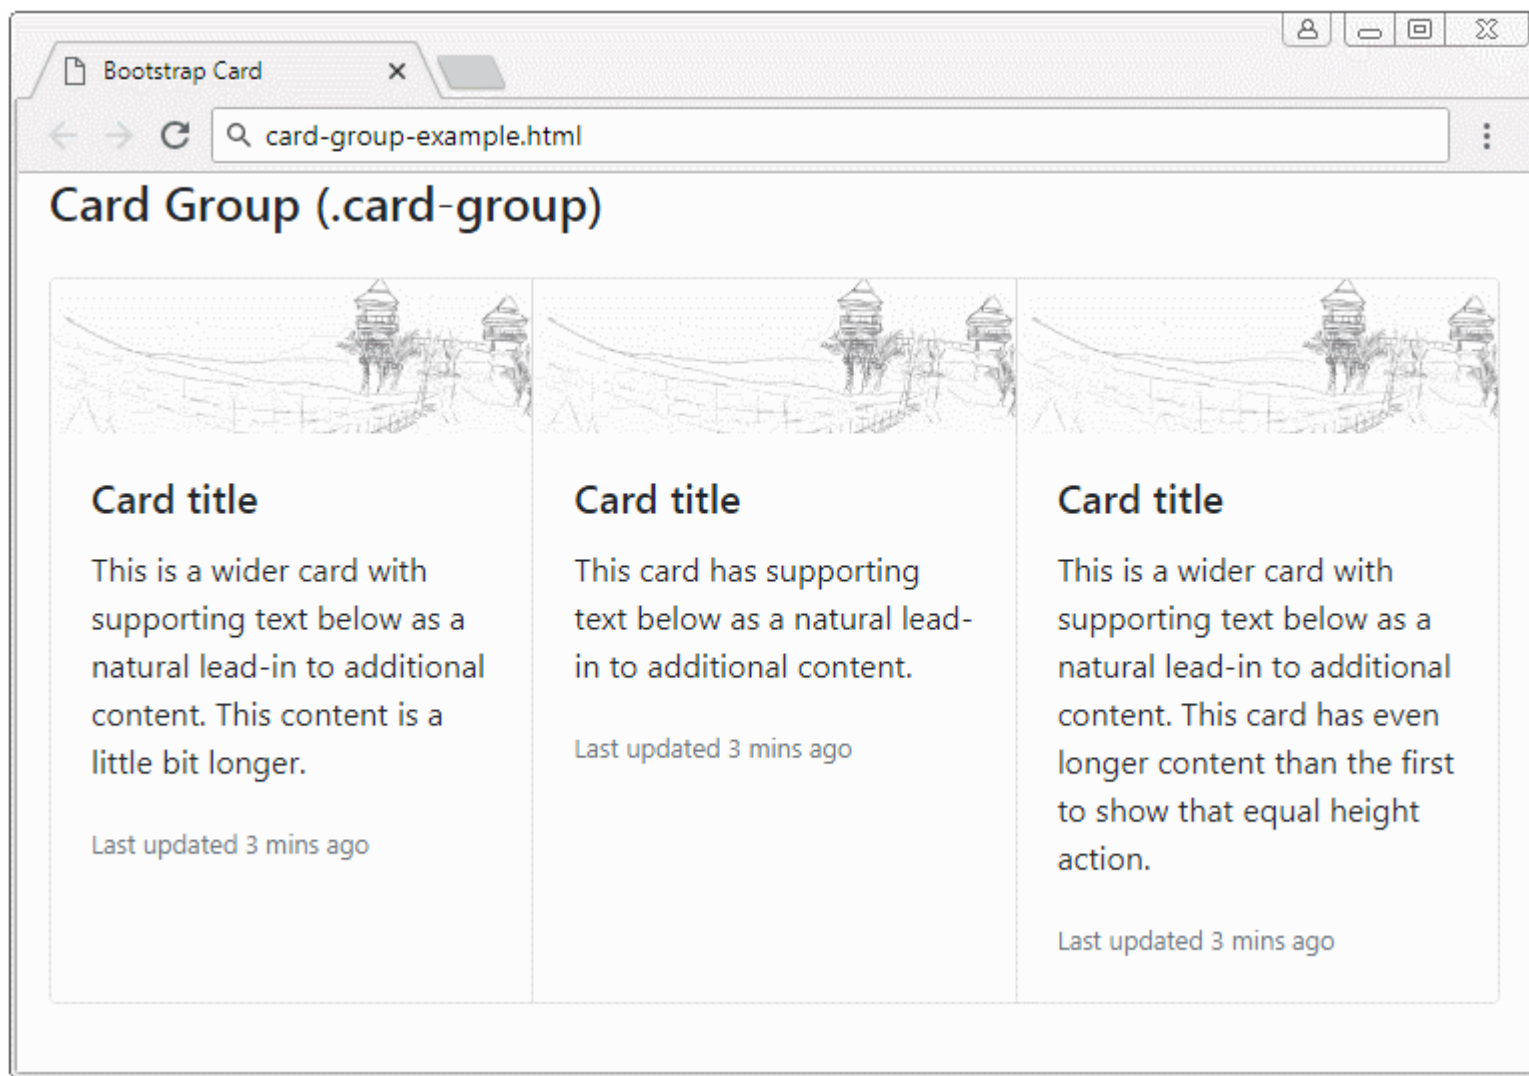 Bootstrap Card
card-group-example.html
Card Group (.card-group)
Card title
This is a wider card with
supporting text below as a
natural lead-in to additional
content. This content is a
little bit longer.
Last updated 3 mins ago
Card title
This card has supporting
text below as a natural lead-
in to additional content.
Last updated 3 mins ago
Card title
This is a wider card with
supporting text below as a
natural lead-in to additional
content. This card has even
longer content than the first
to show that equal height
action.
Last updated 3 mins ago